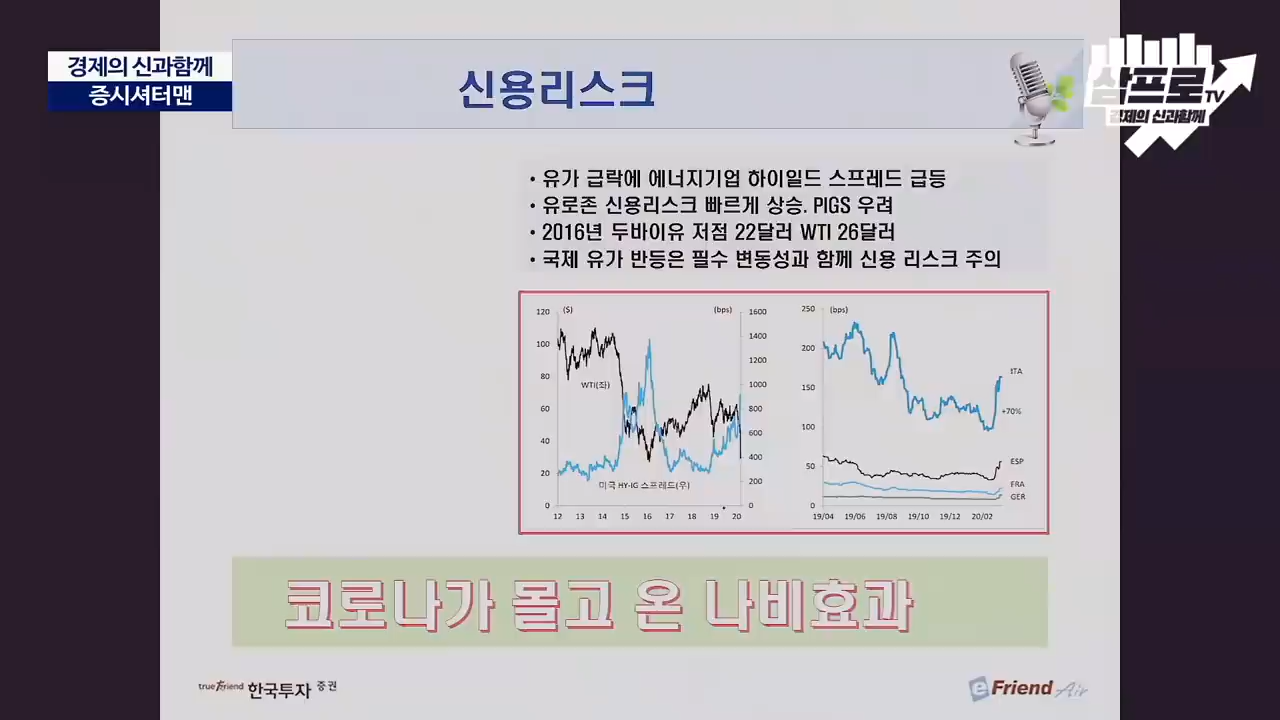 경제의 신과함께
증시셔터맨
신용리스크
삼프로TV
경제의 신과함께
• 유가 급락에 에너지기업 하이일드 스프레드 급등
• 유로존 신용리스크 빠르게 상승. PIGS 우려
• 2016년 두바이유 저점 22달러 WTI 26달러
• 국제 유가 반등은 필수 변동성과 함께 신용 리스크 주의
120 ($) (bps) 1600
1400
100
1200
80
1000
WTI(좌)
60
800
600
40
400
20
미국 HY-IG 스프레드(우)
200
0 0
12 13 14 15 16 17 18 19 20
250 (bps)
200
ITA
150
+70%
100
50
ESP
FRA
GER
0
19/04 19/06 19/08 19/10 19/12 20/02
코로나가 몰고 온 나비효과
true Friend 한국투자 증권
eFriend Air